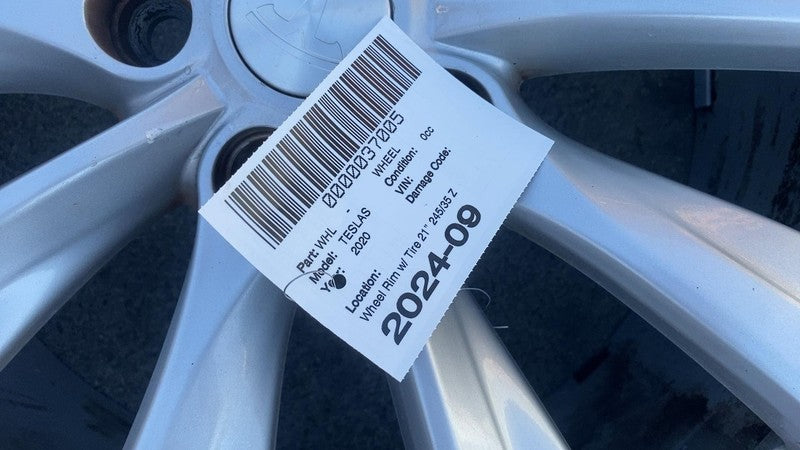 0000037005
Part: WHL - WHEEL
Model: TESLAS Condition: 0cc
Year: 2020 VIN:
Damage Code:
Location:
Wheel Rim w/ Tire 21" 245/35 Z
2024-09